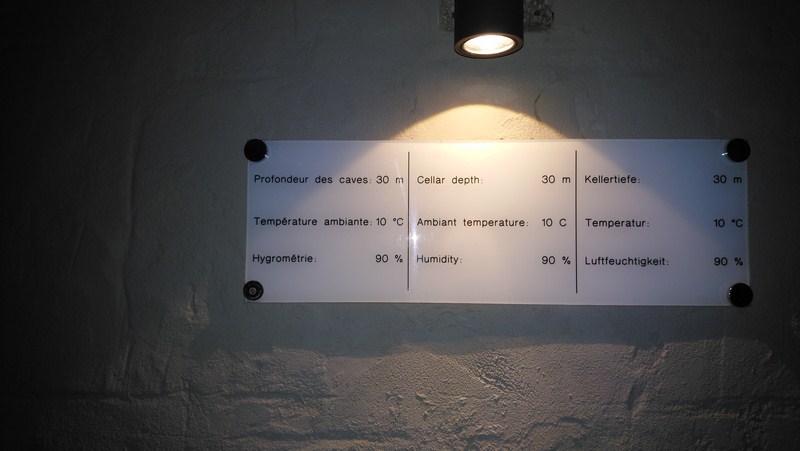 Profondeur des caves: 30 m
Température ambiante: 10 °C
Hygromêtrie: 90 %
Cellar depth: 30 m
Ambiant temperature: 10 C
Humidity: 90 %
Kellertiefe: 30 m
Temperatur: 10 °C
Luftfeuchtigkeit: 90 %